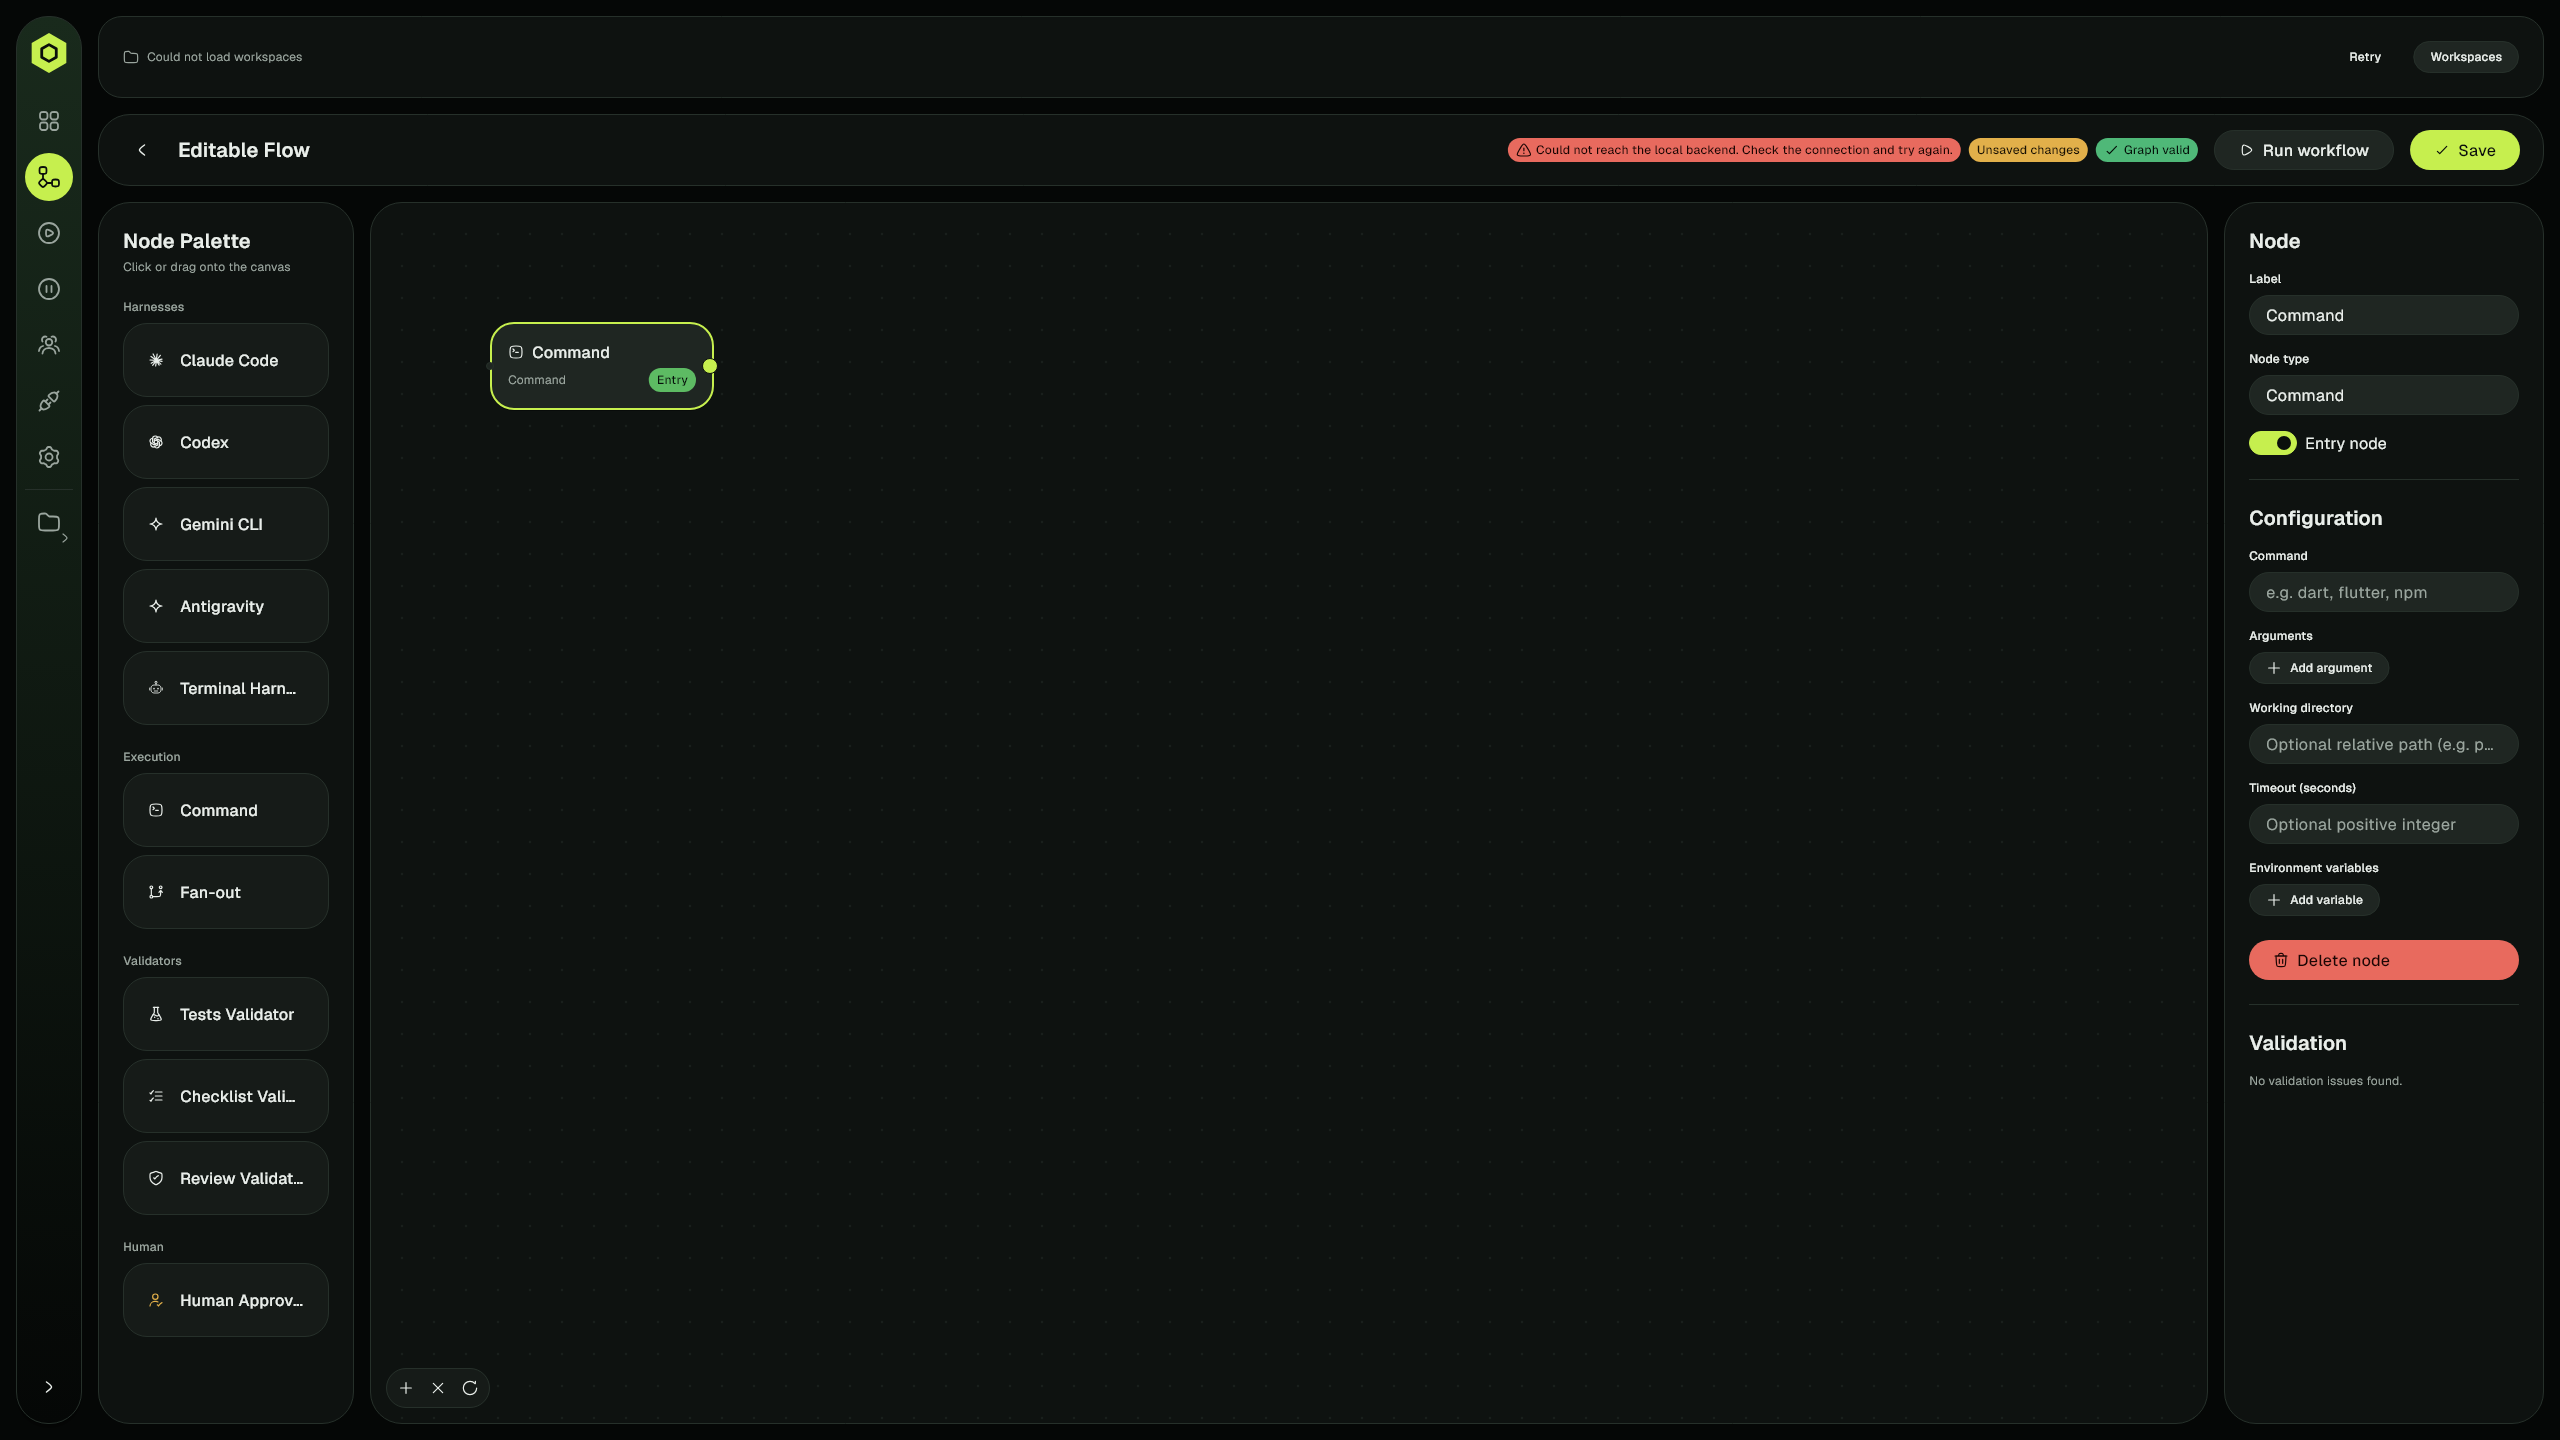 Could not load workspaces
Retry
Workspaces
Editable Flow
Could not reach the local backend. Check the connection and try again.
Unsaved changes
Graph valid
Run workflow
Save
Node Palette
Click or drag onto the canvas
Harnesses
Claude Code
Codex
Gemini CLI
Antigravity
Terminal Harn…
Execution
Command
Fan-out
Validators
Tests Validator
Checklist Vali…
Review Validat…
Human
Human Approv…
Command
Command
Entry
Node
Label
Command
Node type
Command
Entry node
Configuration
Command
e.g. dart, flutter, npm
Arguments
Add argument
Working directory
Optional relative path (e.g. p…
Timeout (seconds)
Optional positive integer
Environment variables
Add variable
Delete node
Validation
No validation issues found.